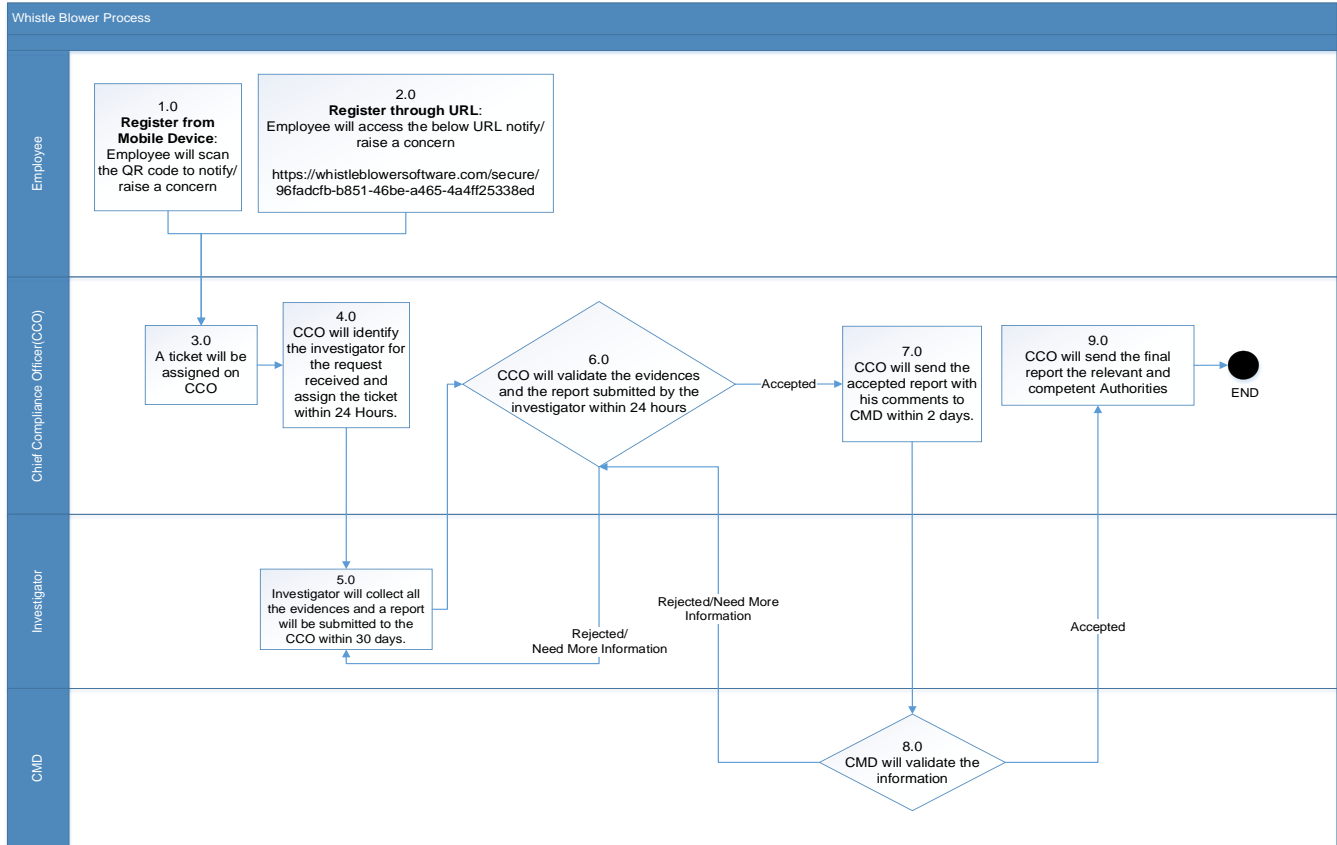 Whistle Blower Process
Employee
1.0
Register from
Mobile Device:
Employee will scan
the QR code to notify/
raise a concern
2.0
Register through URL:
Employee will access the below URL notify/
raise a concern
https://whistleblowersoftware.com/secure/
96fadcfb-b851-46be-a465-4a4ff25338ed
Chief Compliance Officer(CCO)
3.0
A ticket will be
assigned on
CCO
4.0
CCO will identify
the investigator for
the request
received and
assign the ticket
within 24 Hours.
6.0
CCO will validate the evidences
and the report submitted by the
investigator within 24 hours
Accepted
7.0
CCO will send the
accepted report with
his comments to
CMD within 2 days.
9.0
CCO will send the final
report the relevant and
competent Authorities
END
Investigator
5.0
Investigator will collect all
the evidences and a report
will be submitted to the
CCO within 30 days.
Rejected/
Need More Information
Rejected/Need More
Information
Accepted
CMD
8.0
CMD will validate the
information